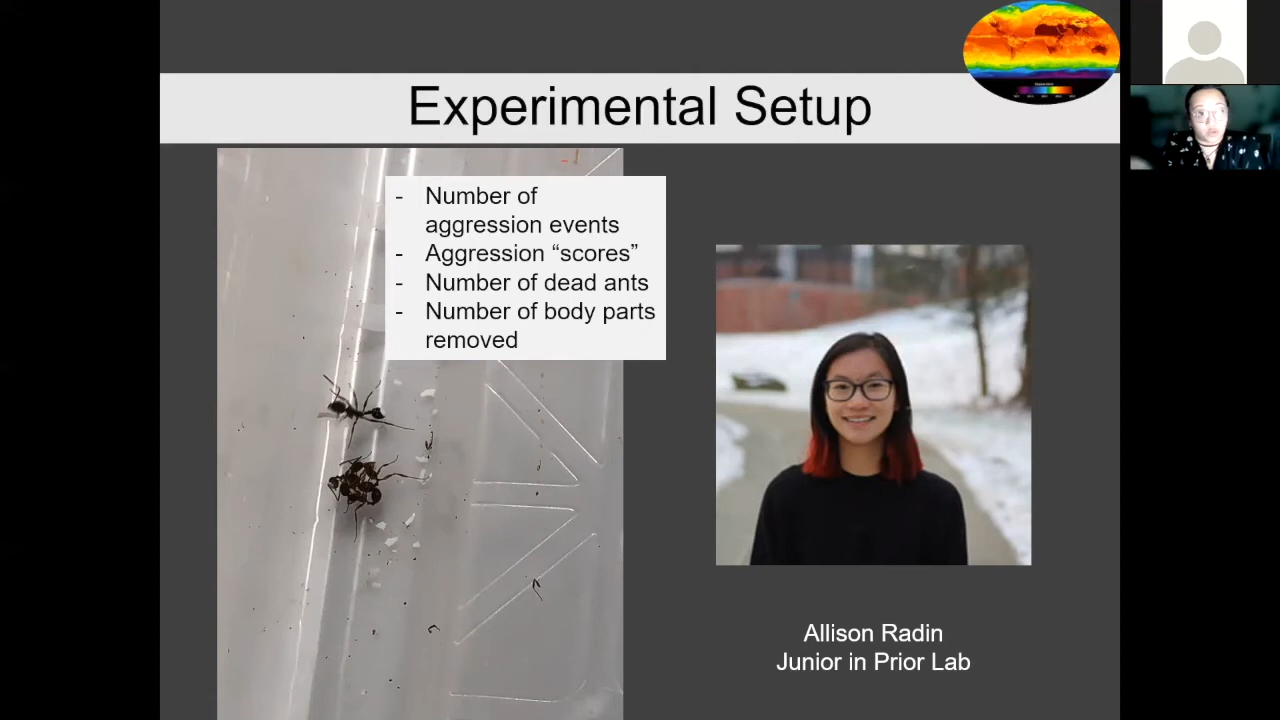 Experimental Setup
- Number of
aggression events
- Aggression “scores”
- Number of dead ants
- Number of body parts
removed
Allison Radin
Junior in Prior Lab